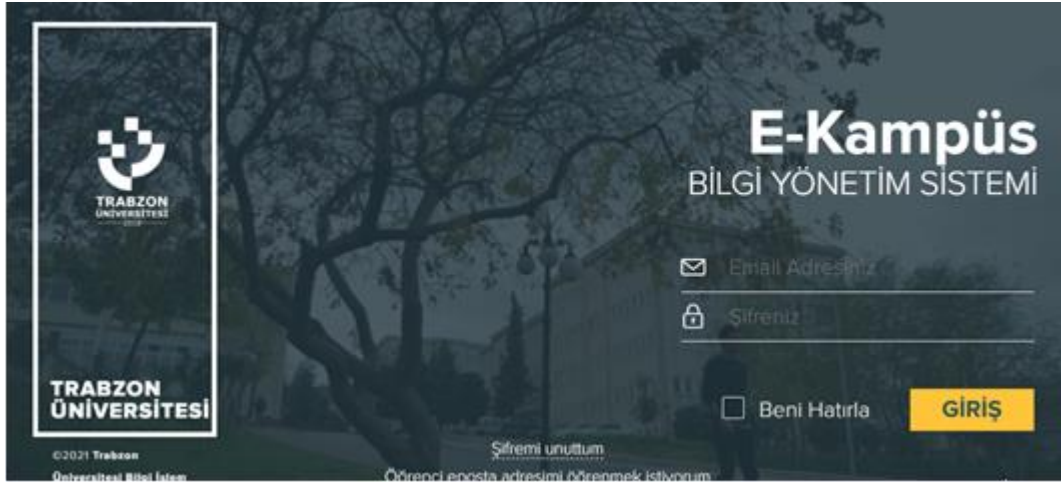 TRABZON
ÜNİVERSİTESİ
2018
TRABZON
ÜNİVERSİTESİ
©2021 Trabzon
Üniversitesi Bilgi İşlem
E-Kampüs
BİLGİ YÖNETİM SİSTEMİ
Email Adresiniz
Şifreniz
Beni Hatırla
GİRİŞ
Şifremi unuttum
Öğrenci eposta adresimi öğrenmek istiyorum